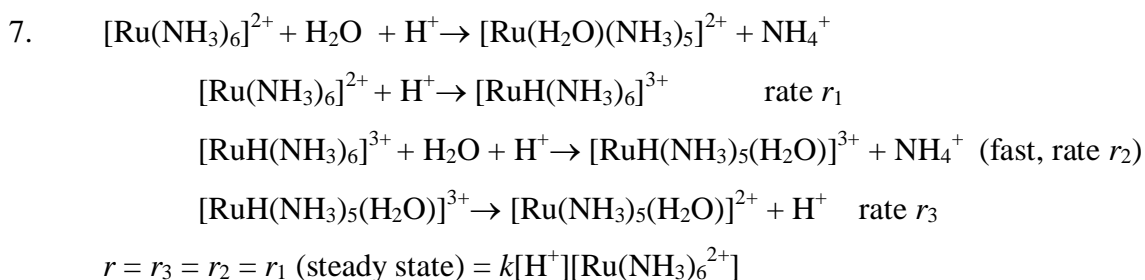 7. [Ru(NH₃)₆]²⁺ + H₂O + H⁺→ [Ru(H₂O)(NH₃)₅]²⁺ + NH₄⁺
[Ru(NH₃)₆]²⁺ + H⁺→ [RuH(NH₃)₆]³⁺ rate r₁
[RuH(NH₃)₆]³⁺ + H₂O + H⁺→ [RuH(NH₃)₅(H₂O)]³⁺ + NH₄⁺ (fast, rate r₂)
[RuH(NH₃)₅(H₂O)]³⁺→ [Ru(NH₃)₅(H₂O)]²⁺ + H⁺ rate r₃
r = r₃ = r₂ = r₁ (steady state) = k[H⁺][Ru(NH₃)₆²⁺]